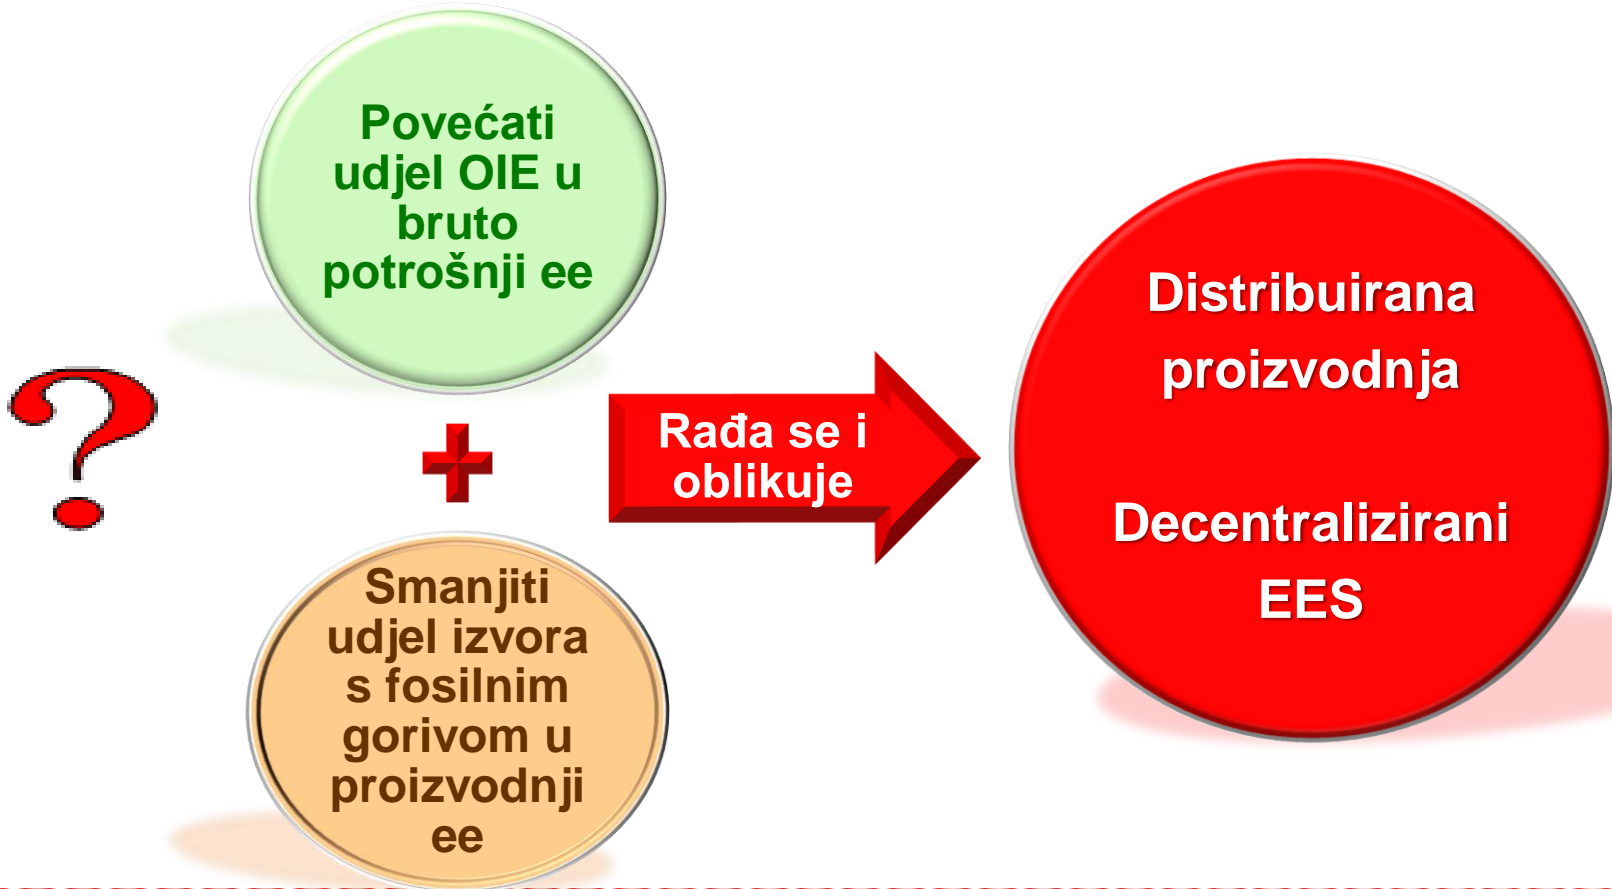 Povećati
udjel OIE u
bruto
potrošnji ee
?
+
Smanjiti
udjel izvora
s fosilnim
gorivom u
proizvodnji
ee
Rađa se i
oblikuje
Distribuirana
proizvodnja
Decentralizirani
EES